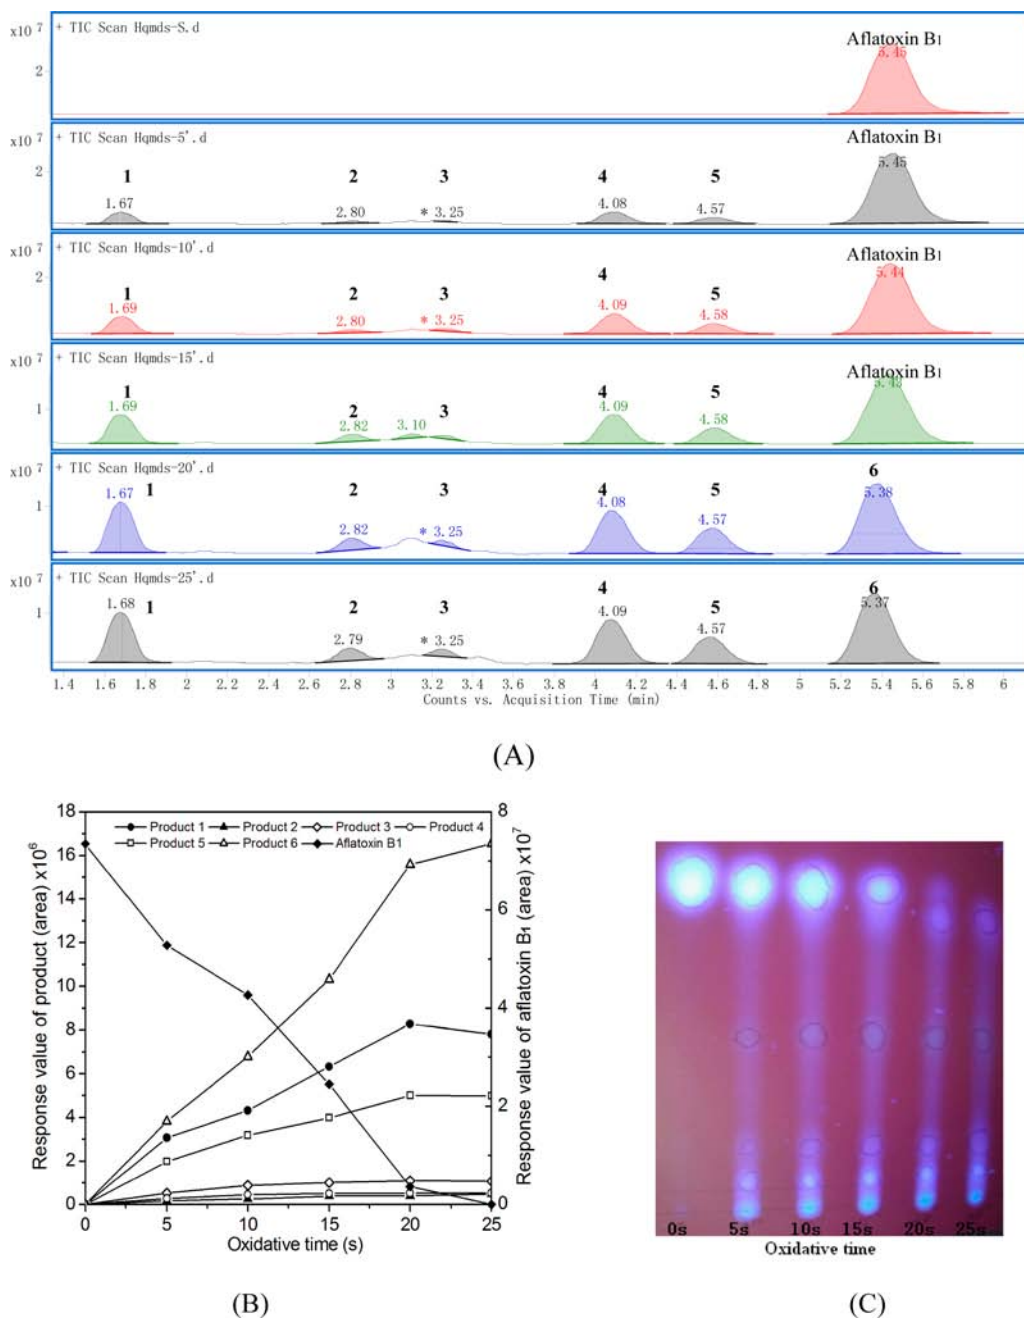 x10 7
+ TIC Scan Hqmds-S.d
Aflatoxin B1
5.45
2
x10 7
+ TIC Scan Hqmds-5'.d
Aflatoxin B1
5.45
2
1
2
3
4
5
1.67
2.80
* 3.25
4.08
4.57
x10 7
+ TIC Scan Hqmds-10'.d
Aflatoxin B1
5.44
2
1
2
3
4
5
1.69
2.80
* 3.25
4.09
4.58
x10 7
+ TIC Scan Hqmds-15'.d
Aflatoxin B1
5.43
1
1
2
3
4
5
1.69
2.82
3.10
4.09
4.58
x10 7
+ TIC Scan Hqmds-20'.d
1
1
2
3
4
5
6
1.67
2.82
* 3.25
4.08
4.57
5.38
x10 7
+ TIC Scan Hqmds-25'.d
1
1
2
3
4
5
6
1.68
2.79
* 3.25
4.09
4.57
5.37
1.4 1.6 1.8 2 2.2 2.4 2.6 2.8 3 3.2 3.4 3.6 3.8 4 4.2 4.4 4.6 4.8 5 5.2 5.4 5.6 5.8 6
Counts vs. Acquisition Time (min)
(A)
Response value of product (area) x10⁶
18
16
14
12
10
8
6
4
2
0
Product 1 Product 2 Product 3 Product 4
Product 5 Product 6 Aflatoxin B1
8
6
4
2
0
Response value of aflatoxin B1 (area) x10⁷
0 5 10 15 20 25
Oxidative time (s)
(B)
0s 5s 10s 15s 20s 25s
Oxidative time
(C)